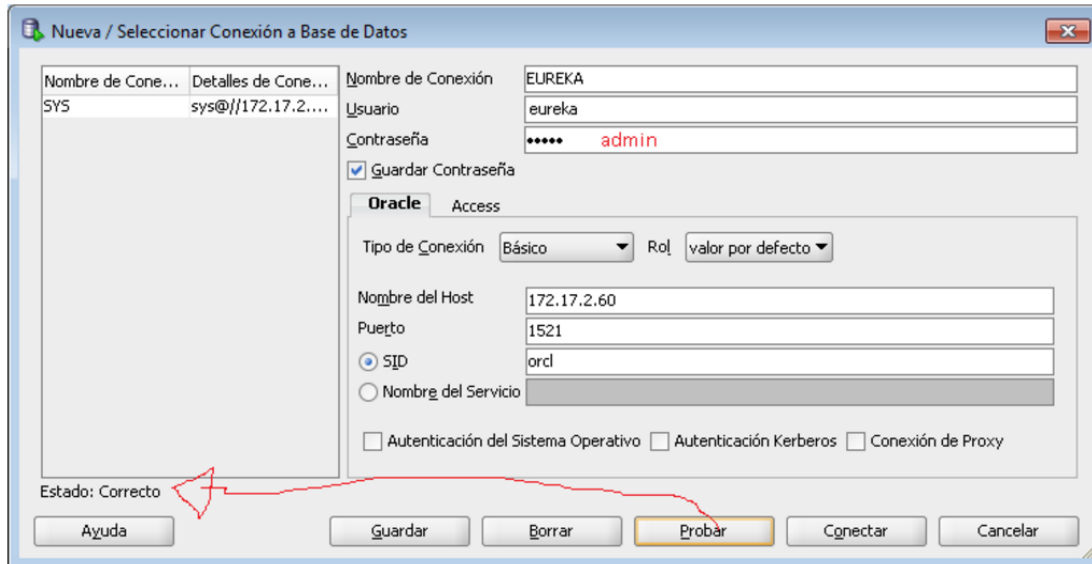 Nueva / Seleccionar Conexión a Base de Datos
Nombre de Cone... Detalles de Cone...
SYS sys@//172.17.2....
Nombre de Conexión EUREKA
Usuario eureka
Contraseña ••••• admin
Guardar Contraseña
Oracle Access
Tipo de Conexión Básico Rol valor por defecto
Nombre del Host 172.17.2.60
Puerto 1521
SID orcl
Nombre del Servicio
Autenticación del Sistema Operativo Autenticación Kerberos Conexión de Proxy
Estado: Correcto
Ayuda Guardar Borrar Probar Conectar Cancelar